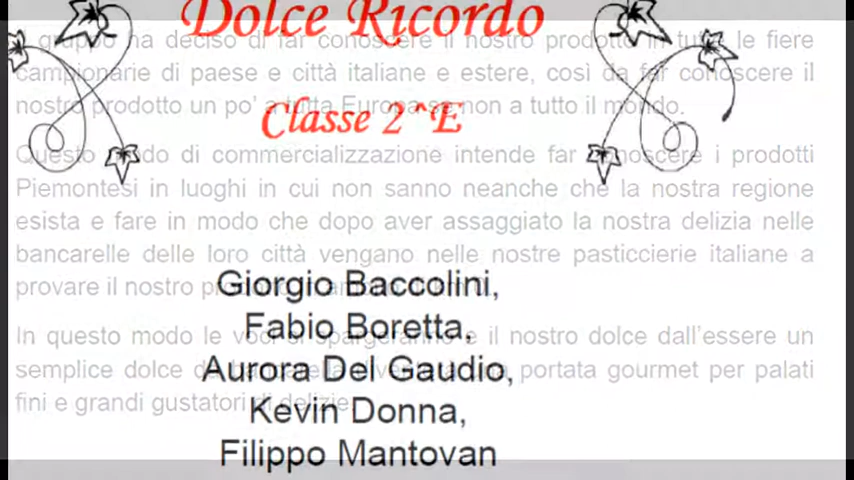 Dolce Ricordo
gruppo ha deciso di far conoscere il nostro prodotto in tutte le fiere
campionarie di paese e città italiane e estere, così da far conoscere il
nostro prodotto un po' a tutta Europa se non a tutto il mondo.
Classe 2^E
Questo modo di commercializzazione intende far conoscere i prodotti
Piemontesi in luoghi in cui non sanno neanche che la nostra regione
esista e fare in modo che dopo aver assaggiato la nostra delizia nelle
bancarelle delle loro città vengano nelle nostre pasticcierie italiane a
provare il nostro
Giorgio Baccolini,
Fabio Boretta,
In questo modo le voci si spargeranno e il nostro dolce dall'essere un
semplice dolce portata gourmet per palati
Aurora Del Gaudio,
fini e grandi gustatori di delizie
Kevin Donna,
Filippo Mantovan